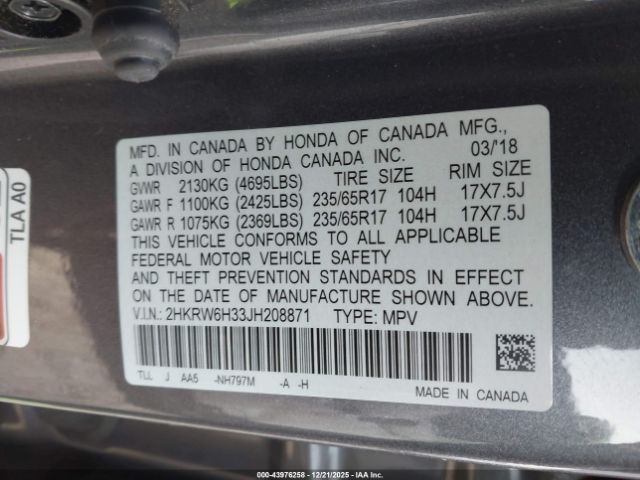 MFD. IN CANADA BY HONDA OF CANADA MFG.,
A DIVISION OF HONDA CANADA INC. 03/'18
GVWR 2130KG (4695LBS) TIRE SIZE RIM SIZE
GAWR F 1100KG (2425LBS) 235/65R17 104H 17X7.5J
GAWR R 1075KG (2369LBS) 235/65R17 104H 17X7.5J
THIS VEHICLE CONFORMS TO ALL APPLICABLE
FEDERAL MOTOR VEHICLE SAFETY
AND THEFT PREVENTION STANDARDS IN EFFECT
ON THE DATE OF MANUFACTURE SHOWN ABOVE.
V.I.N.: 2HKRW6H33JH208871 TYPE: MPV
TLL J AA5 -NH797M -A -H
MADE IN CANADA
TLA A0
000-43976258 - 12/21/2025 - IAA Inc.